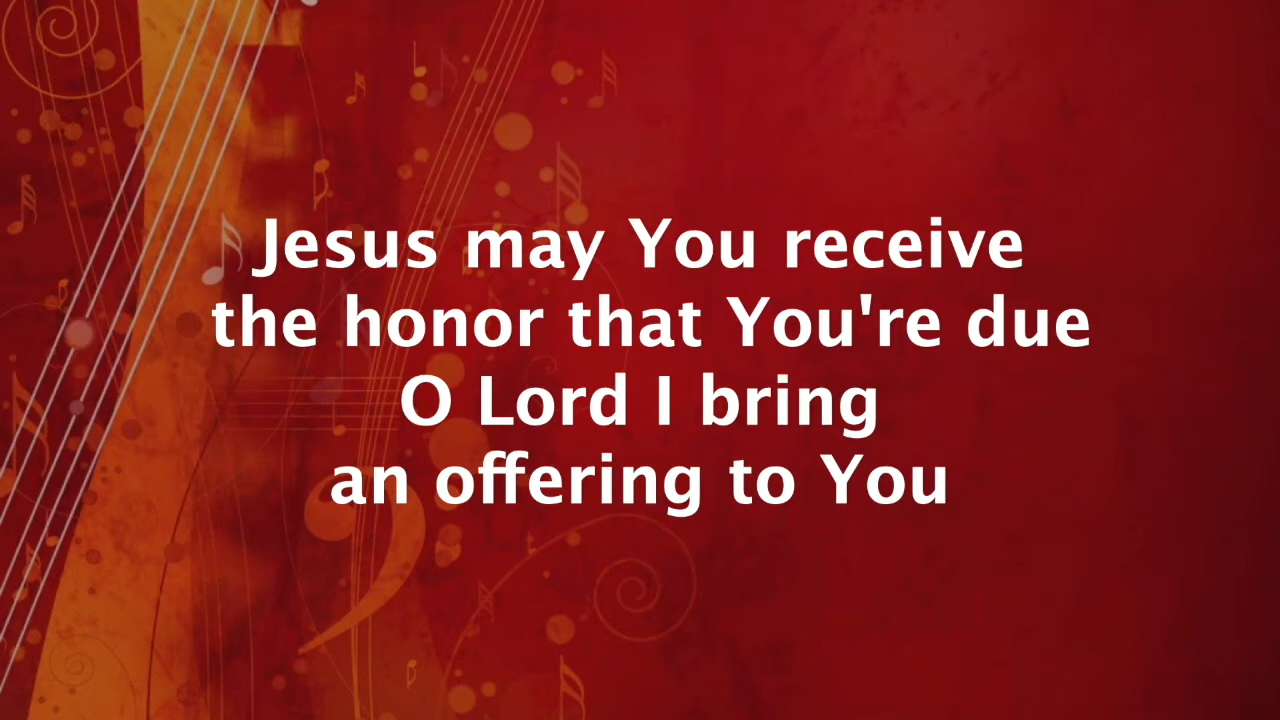 Jesus may You receive
the honor that You're due
O Lord I bring
an offering to You